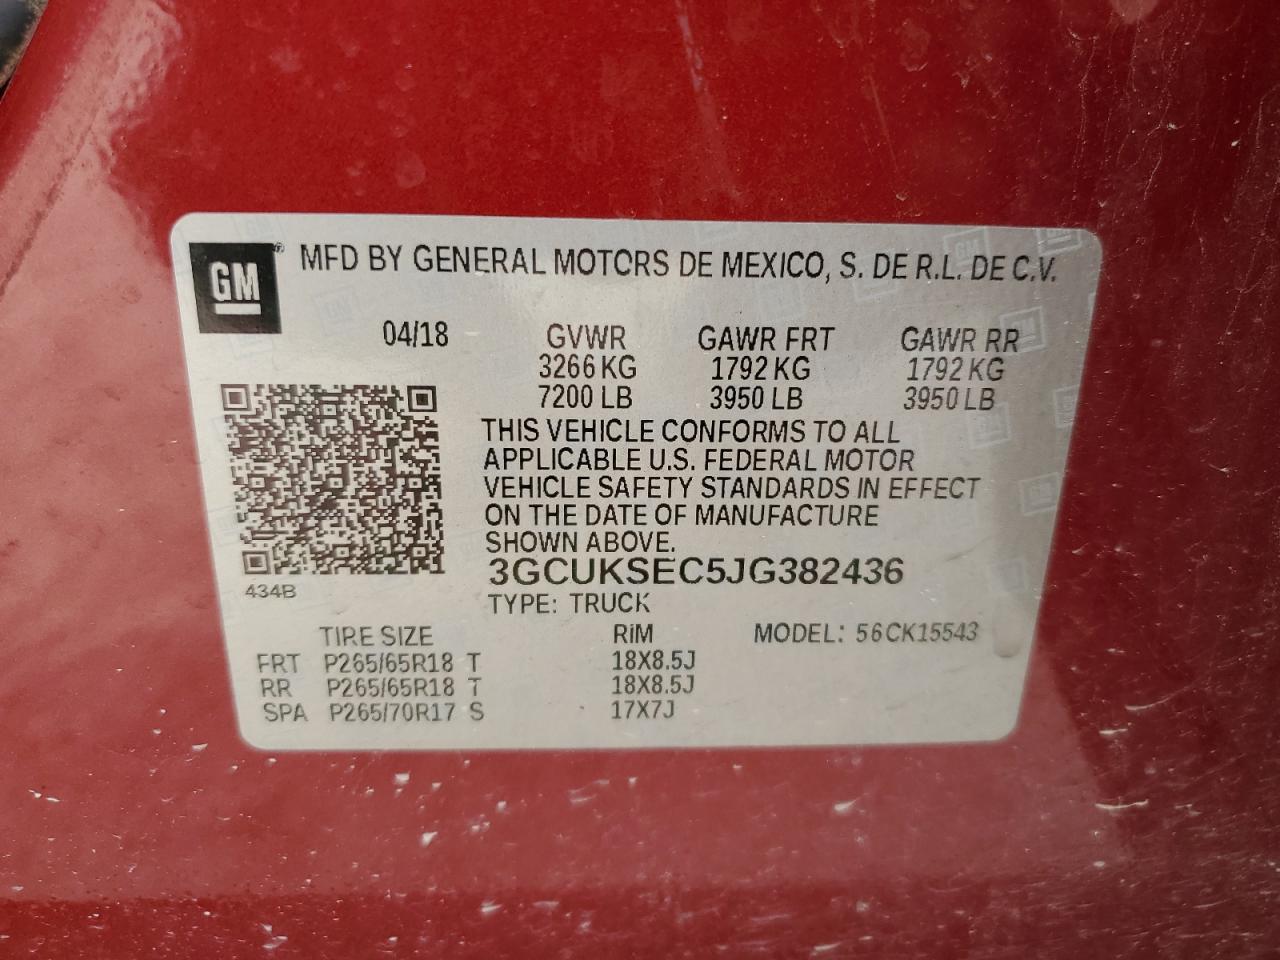 GM ® MFD BY GENERAL MOTORS DE MEXICO, S. DE R.L. DE C.V.
04/18 GVWR GAWR FRT GAWR RR
3266 KG 1792 KG 1792 KG
7200 LB 3950 LB 3950 LB
THIS VEHICLE CONFORMS TO ALL
APPLICABLE U.S. FEDERAL MOTOR
VEHICLE SAFETY STANDARDS IN EFFECT
ON THE DATE OF MANUFACTURE
SHOWN ABOVE.
3GCUKSEC5JG382436
434B
TYPE: TRUCK
TIRE SIZE RIM MODEL: 56CK15543
FRT P265/65R18 T 18X8.5J
RR P265/65R18 T 18X8.5J
SPA P265/70R17 S 17X7J